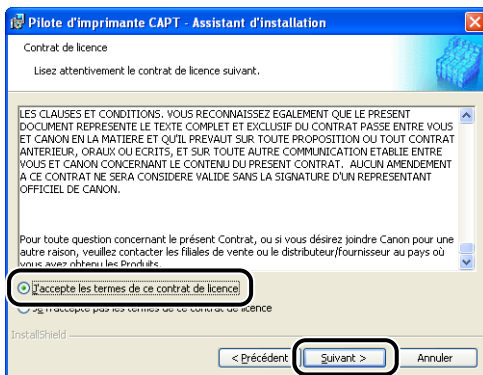 Pilote d'imprimante CAPT - Assistant d'installation
Contrat de licence
Lisez attentivement le contrat de licence suivant.
LES CLAUSES ET CONDITIONS. VOUS RECONNAISSEZ EGALEMENT QUE LE PRESENT
DOCUMENT REPRESENTE LE TEXTE COMPLET ET EXCLUSIF DU CONTRAT PASSE ENTRE VOUS
ET CANON EN LA MATIERE ET QU'IL PREVAUT SUR TOUTE PROPOSITION OU TOUT CONTRAT
ANTERIEUR, ORAUX OU ECRITS, ET SUR TOUTE AUTRE COMMUNICATION ETABLIE ENTRE
VOUS ET CANON CONCERNANT LE CONTENU DU PRESENT CONTRAT. AUCUN AMENDEMENT
A CE CONTRAT NE SERA CONSIDERE VALIDE SANS LA SIGNATURE D'UN REPRESENTANT
OFFICIEL DE CANON.
Pour toute question concernant le présent Contrat, ou si vous désirez joindre Canon pour une
autre raison, veuillez contacter les filiales de vente ou le distributeur/fournisseur au pays où
vous avez obtenu les Produits.
J'accepte les termes de ce contrat de licence
Je n'accepte pas les termes de ce contrat de licence
InstallShield
< Précédent Suivant > Annuler